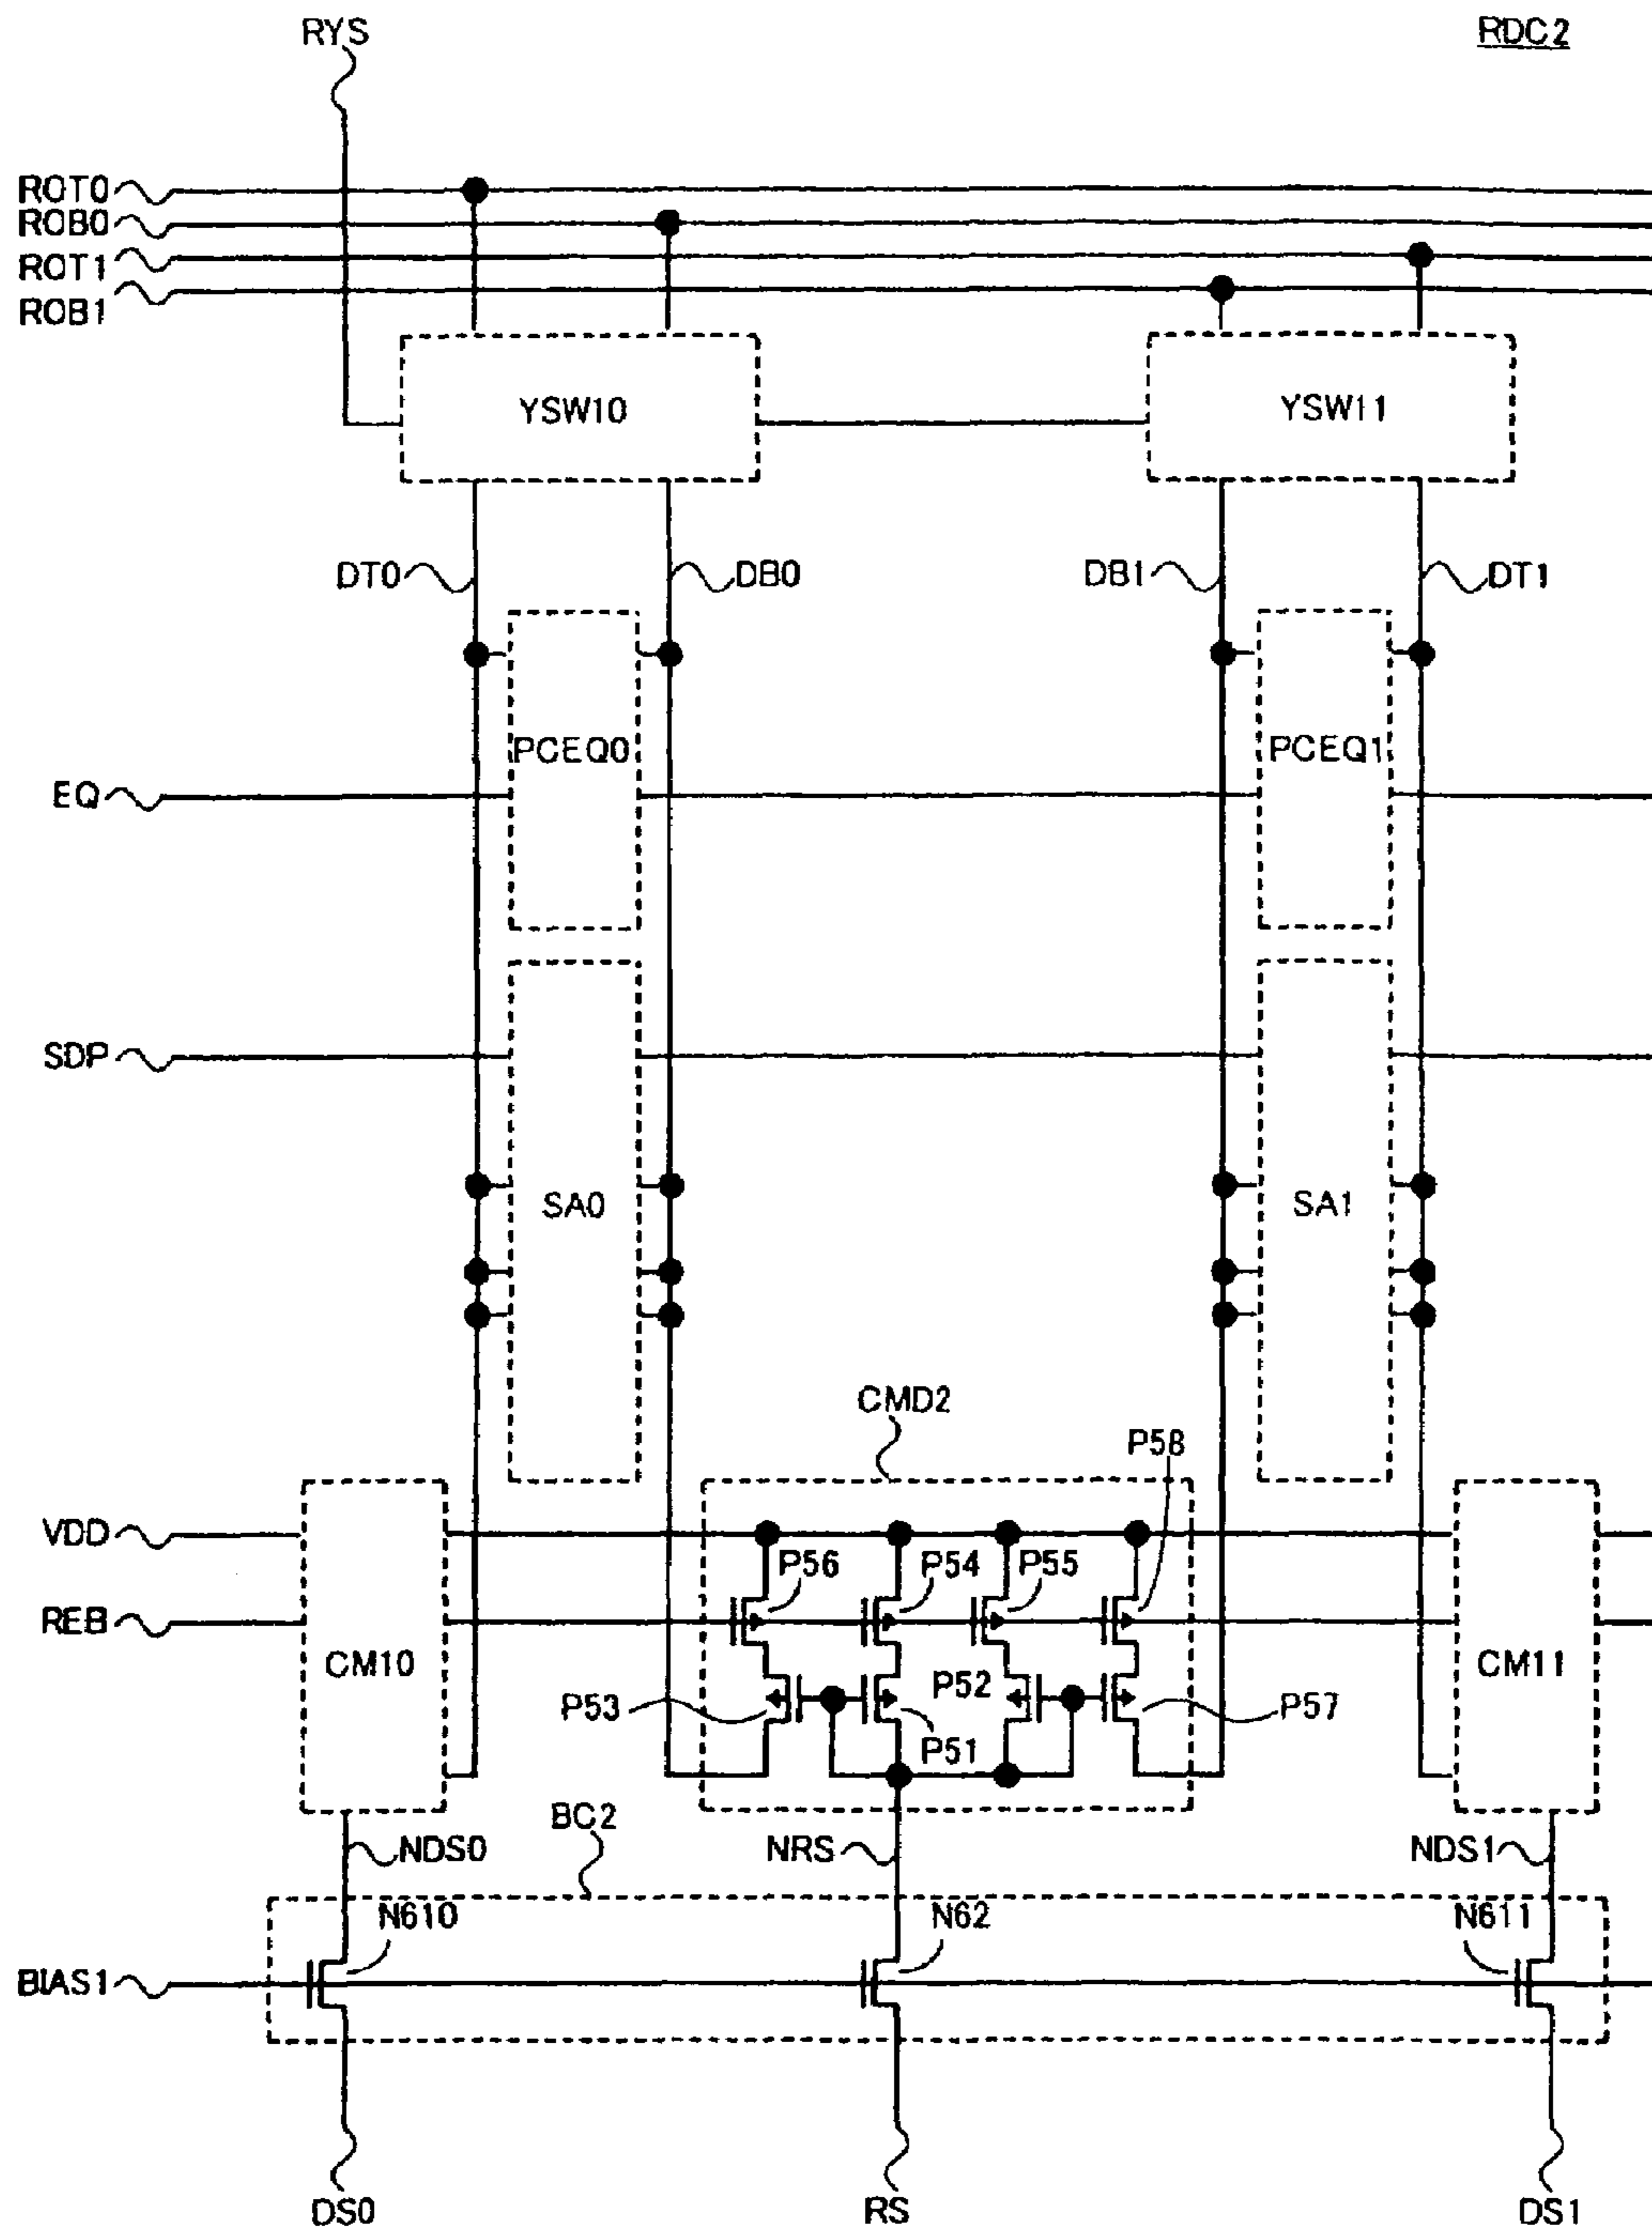 RYS
RDC2
ROT0
ROB0
ROT1
ROB1
YSW10
YSW11
DT0
DB0
DB1
DT1
PCEQ0
PCEQ1
EQ
SDP
SA0
SA1
CMD2
P58
VDD
P56
P54
P55
REB
CM10
CM11
P53
P52
P57
P51
BC2
NDS0
NRS
NDS1
N610
N62
N611
BIAS1
DS0
RS
DS1